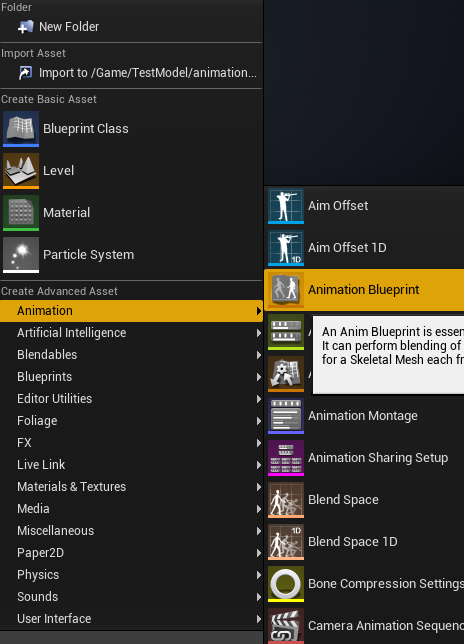 Folder
New Folder
Import Asset
Import to /Game/TestModel/animation...
Create Basic Asset
Blueprint Class
Level
Material
Particle System
Create Advanced Asset
Animation
Artificial Intelligence
Blendables
Blueprints
Editor Utilities
Foliage
FX
Live Link
Materials & Textures
Media
Miscellaneous
Paper2D
Physics
Sounds
User Interface
Aim Offset
1D
Aim Offset 1D
Animation Blueprint
An Anim Blueprint is essen
It can perform blending of
for a Skeletal Mesh each fr
Animation Montage
Animation Sharing Setup
Blend Space
1D
Blend Space 1D
Bone Compression Settings
Camera Animation Sequenc